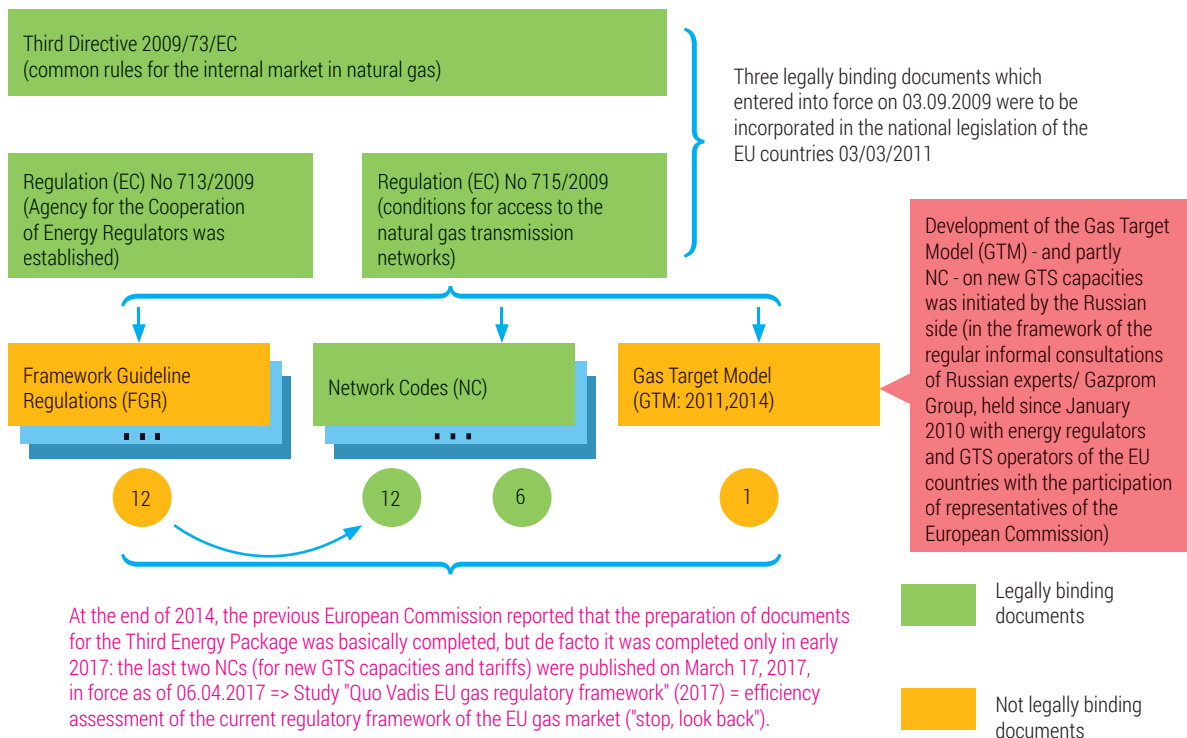 Third Directive 2009/73/EC
(common rules for the internal market in natural gas)
Three legally binding documents which
entered into force on 03.09.2009 were to be
incorporated in the national legislation of the
EU countries 03/03/2011
Regulation (EC) No 713/2009
(Agency for the Cooperation
of Energy Regulators was
established)
Regulation (EC) No 715/2009
(conditions for access to the
natural gas transmission
networks)
Development of the Gas Target
Model (GTM) - and partly
NC - on new GTS capacities
was initiated by the Russian
side (in the framework of the
regular informal consultations
of Russian experts/ Gazprom
Group, held since January
2010 with energy regulators
and GTS operators of the EU
countries with the participation
of representatives of the
European Commission)
Framework Guideline
Regulations (FGR)
...
Network Codes (NC)
...
Gas Target Model
(GTM: 2011,2014)
12
12
6
1
At the end of 2014, the previous European Commission reported that the preparation of documents
for the Third Energy Package was basically completed, but de facto it was completed only in early
2017: the last two NCs (for new GTS capacities and tariffs) were published on March 17, 2017,
in force as of 06.04.2017 => Study "Quo Vadis EU gas regulatory framework" (2017) = efficiency
assessment of the current regulatory framework of the EU gas market ("stop, look back").
Legally binding
documents
Not legally binding
documents